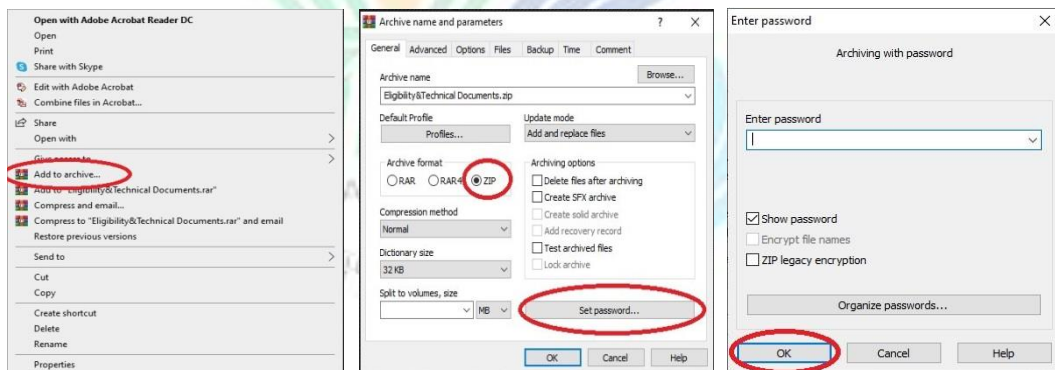 Open with Adobe Acrobat Reader DC
Open
Print
Share with Skype
Edit with Adobe Acrobat
Combine files in Acrobat...
Share
Open with
Give access to
Add to archive...
Add to "Eligibility&Technical Documents.rar"
Compress and email...
Compress to "Eligibility&Technical Documents.rar" and email
Restore previous versions
Send to
Cut
Copy
Create shortcut
Delete
Rename
Properties
Archive name and parameters ? X
General Advanced Options Files Backup Time Comment
Archive name Browse...
Eligibility&Technical Documents.zip
Default Profile Update mode
Profiles... Add and replace files
Archive format Archiving options
RAR RAR4 ZIP Delete files after archiving
Create SFX archive
Compression method Create solid archive
Normal Add recovery record
Test archived files
Dictionary size Lock archive
32 KB
Split to volumes, size
MB Set password...
OK Cancel Help
Enter password X
Archiving with password
Enter password
Show password
Encrypt file names
ZIP legacy encryption
Organize passwords...
OK Cancel Help